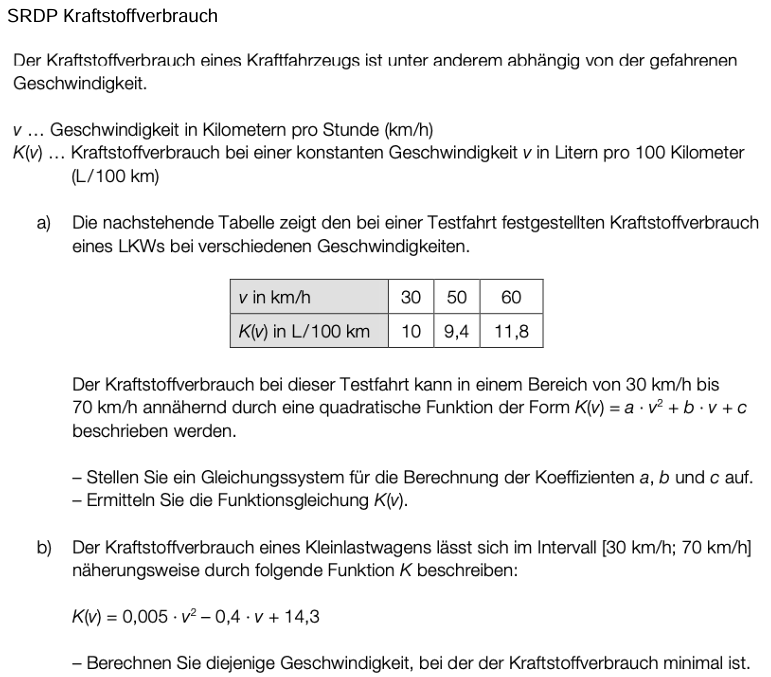 SRDP Kraftstoffverbrauch
Der Kraftstoffverbrauch eines Kraftfahrzeugs ist unter anderem abhängig von der gefahrenen
Geschwindigkeit.
v … Geschwindigkeit in Kilometern pro Stunde (km/h)
K(v) … Kraftstoffverbrauch bei einer konstanten Geschwindigkeit v in Litern pro 100 Kilometer
(L/100 km)
a) Die nachstehende Tabelle zeigt den bei einer Testfahrt festgestellten Kraftstoffverbrauch
eines LKWs bei verschiedenen Geschwindigkeiten.
v in km/h 30 50 60
K(v) in L/100 km 10 9,4 11,8
Der Kraftstoffverbrauch bei dieser Testfahrt kann in einem Bereich von 30 km/h bis
70 km/h annähernd durch eine quadratische Funktion der Form K(v) = a · v² + b · v + c
beschrieben werden.
– Stellen Sie ein Gleichungssystem für die Berechnung der Koeffizienten a, b und c auf.
– Ermitteln Sie die Funktionsgleichung K(v).
b) Der Kraftstoffverbrauch eines Kleinlastwagens lässt sich im Intervall [30 km/h; 70 km/h]
näherungsweise durch folgende Funktion K beschreiben:
K(v) = 0,005 · v² – 0,4 · v + 14,3
– Berechnen Sie diejenige Geschwindigkeit, bei der der Kraftstoffverbrauch minimal ist.